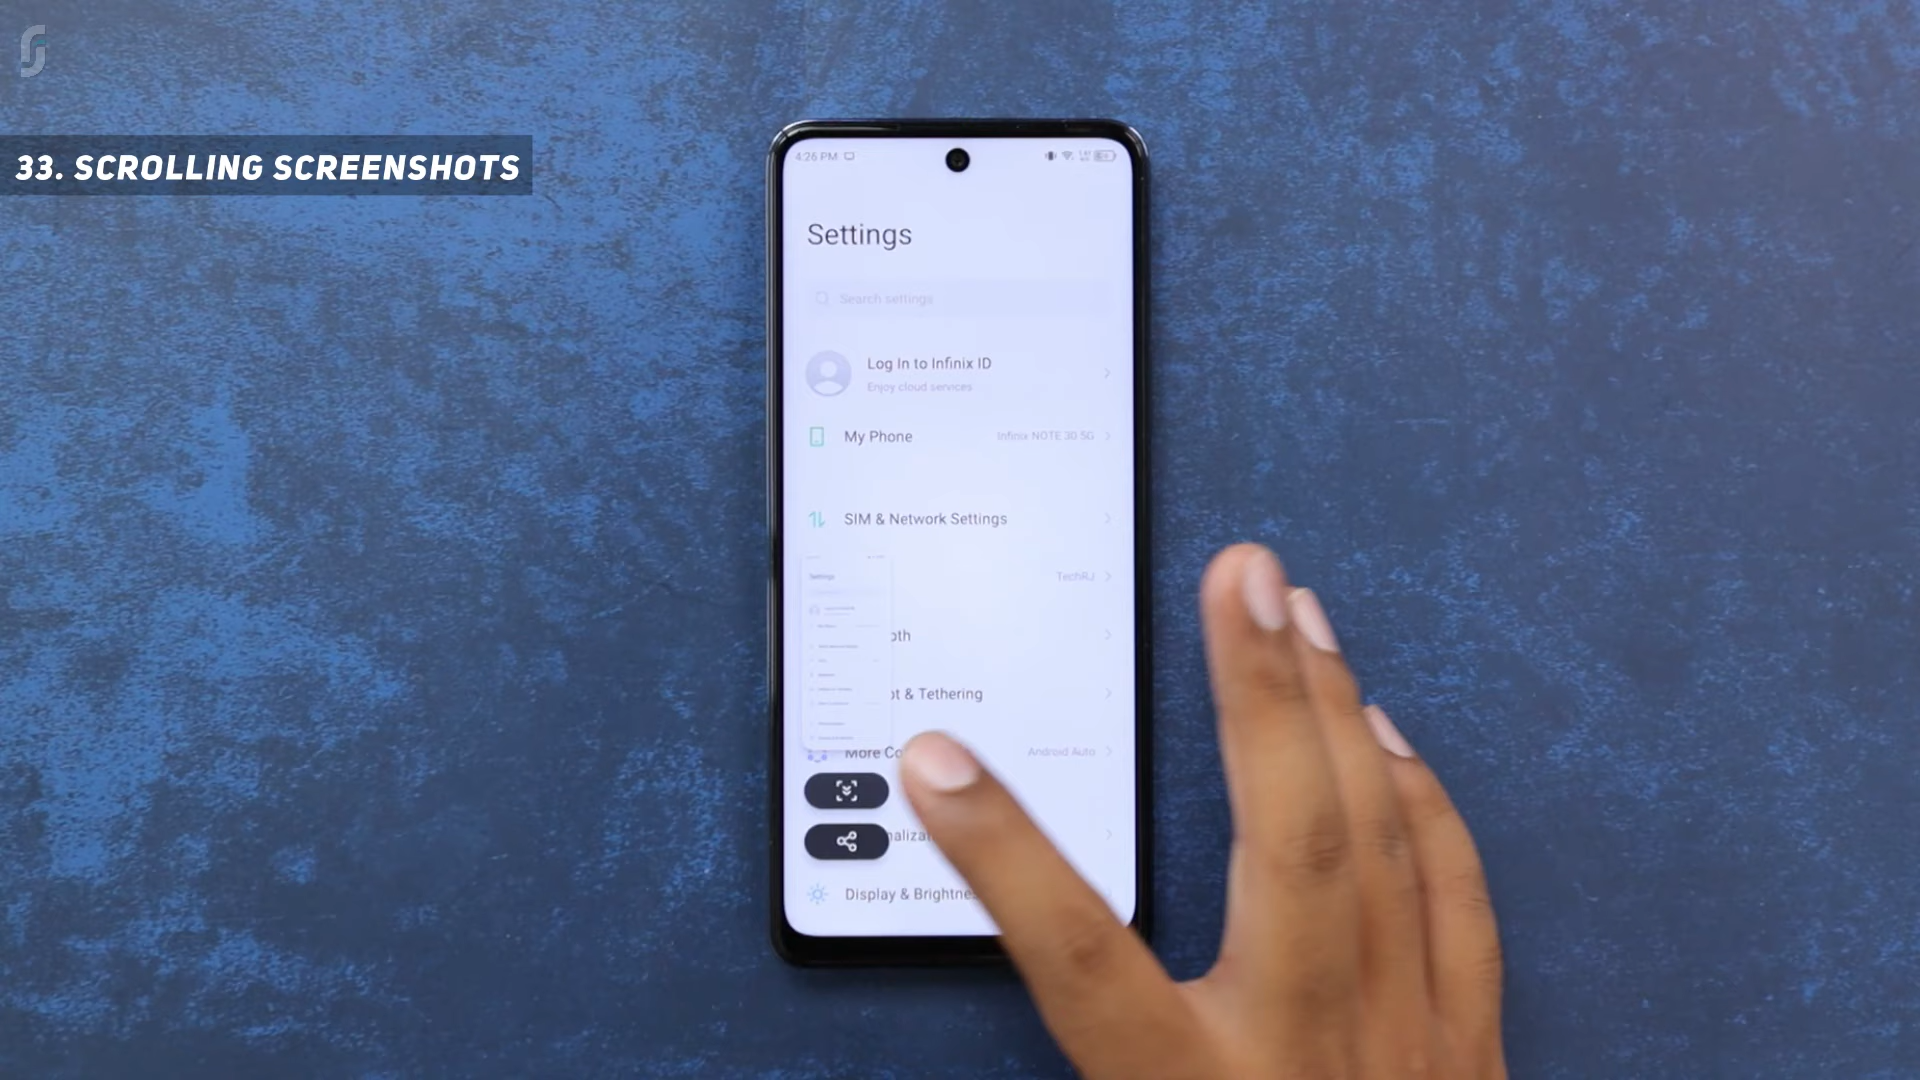 33. SCROLLING SCREENSHOTS
4:26 PM
Settings
Search settings
Log In to Infinix ID
Enjoy cloud services
My Phone
Infinix NOTE 30 5G
SIM & Network Settings
TechRJ
oth
ot & Tethering
More Co
Android Auto
nalizat
Display & Brightne